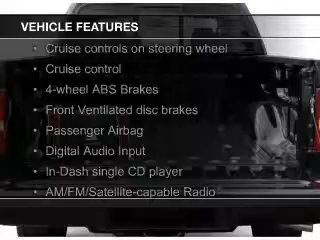 VEHICLE FEATURES
• Cruise controls on steering wheel
• Cruise control
• 4-wheel ABS Brakes
• Front Ventilated disc brakes
• Passenger Airbag
• Digital Audio Input
• In-Dash single CD player
• AM/FM/Satellite-capable Radio